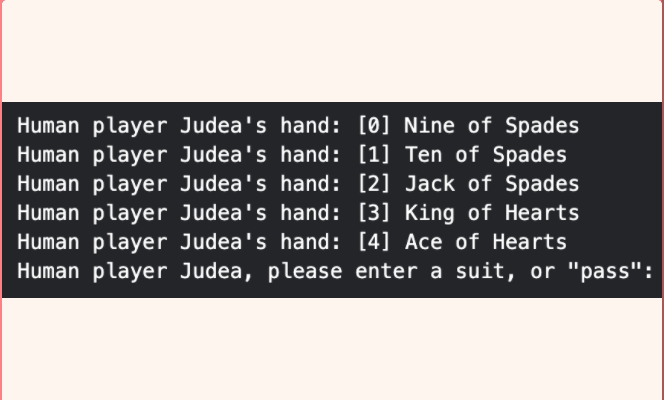 Human player Judea's hand: [0] Nine of Spades
Human player Judea's hand: [1] Ten of Spades
Human player Judea's hand: [2] Jack of Spades
Human player Judea's hand: [3] King of Hearts
Human player Judea's hand: [4] Ace of Hearts
Human player Judea, please enter a suit, or "pass":